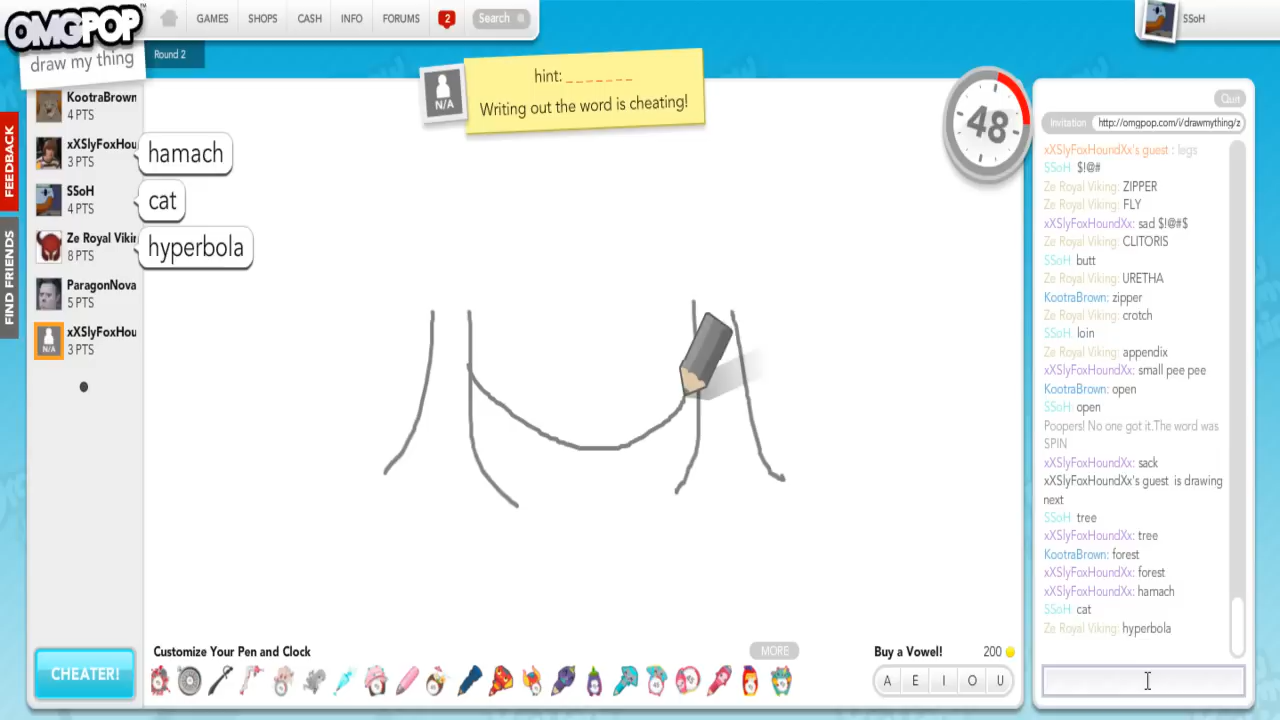 OMGPOP
draw my thing
GAMES
SHOPS
CASH
INFO
FORUMS
2
Search
SSoH
Round 2
N/A
hint: _ _ _ _ _ _ _
Writing out the word is cheating!
48
FEEDBACK
FIND FRIENDS
KootraBrown
4 PTS
xXSlyFoxHou
3 PTS
hamach
SSoH
4 PTS
cat
Ze Royal Vikin
8 PTS
hyperbola
ParagonNova
5 PTS
N/A
xXSlyFoxHou
3 PTS
CHEATER!
Customize Your Pen and Clock
MORE
Buy a Vowel!
200
A
E
I
O
U
Quit
Invitation
http://omgpop.com/i/drawmything/z
xXSlyFoxHoundXx's guest : legs
SSoH: $!@#
Ze Royal Viking: ZIPPER
Ze Royal Viking: FLY
xXSlyFoxHoundXx: sad $!@#$
Ze Royal Viking: CLITORIS
SSoH: butt
Ze Royal Viking: URETHA
KootraBrown: zipper
Ze Royal Viking: crotch
SSoH: loin
Ze Royal Viking: appendix
xXSlyFoxHoundXx: small pee pee
KootraBrown: open
SSoH: open
Poopers! No one got it.The word was
SPIN
xXSlyFoxHoundXx: sack
xXSlyFoxHoundXx's guest is drawing
next
SSoH: tree
xXSlyFoxHoundXx: tree
KootraBrown: forest
xXSlyFoxHoundXx: forest
xXSlyFoxHoundXx: hamach
SSoH: cat
Ze Royal Viking: hyperbola